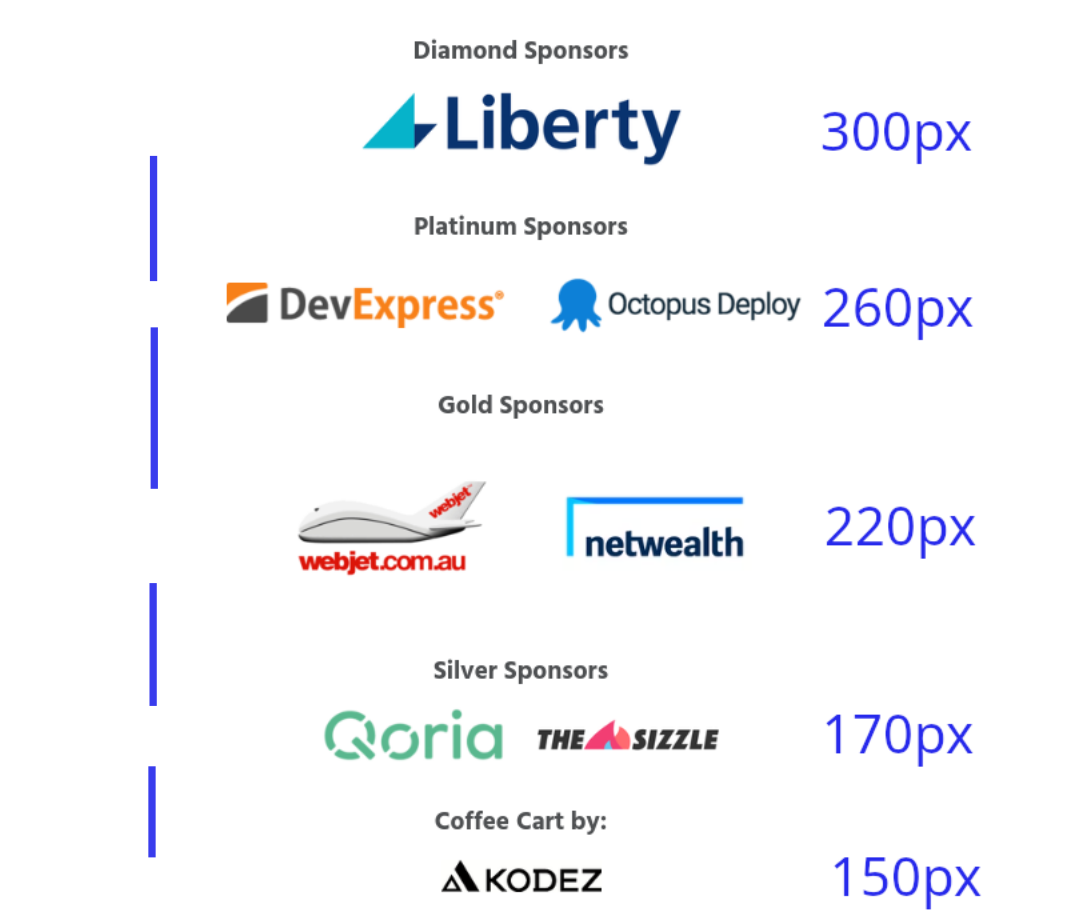 Diamond Sponsors
Liberty 300px
Platinum Sponsors
DevExpress® Octopus Deploy 260px
Gold Sponsors
webjet™
webjet.com.au netwealth 220px
Silver Sponsors
Qoria THE SIZZLE 170px
Coffee Cart by:
KODEZ 150px